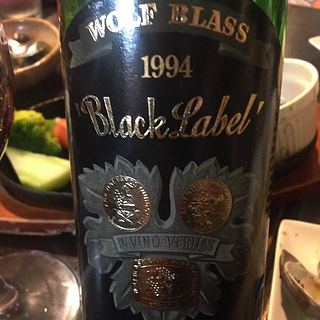 WOLF BLASS
1994
'Black Label'
IN VINO VERITAS